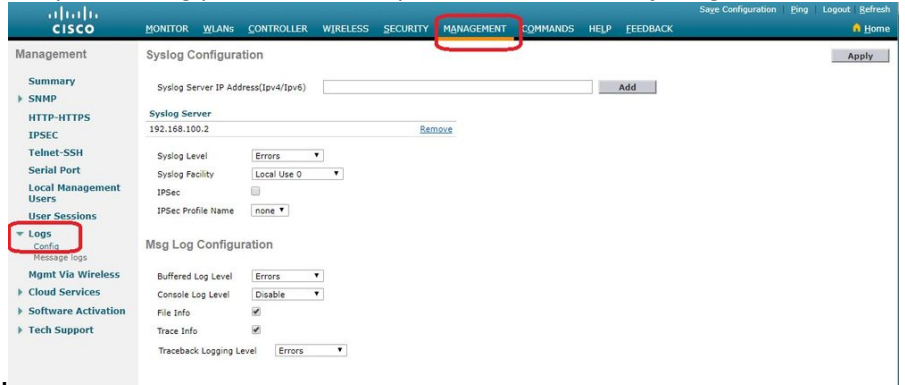 Save Configuration | Ping | Logout | Refresh
CISCO
MONITOR WLANs CONTROLLER WIRELESS SECURITY MANAGEMENT COMMANDS HELP FEEDBACK
Home
Management
Summary
SNMP
HTTP-HTTPS
IPSEC
Telnet-SSH
Serial Port
Local Management
Users
User Sessions
Logs
Config
Message logs
Mgmt Via Wireless
Cloud Services
Software Activation
Tech Support
Syslog Configuration
Apply
Syslog Server IP Address(Ipv4/Ipv6)
Add
Syslog Server
192.168.100.2 Remove
Syslog Level Errors
Syslog Facility Local Use 0
IPSec
IPSec Profile Name none
Msg Log Configuration
Buffered Log Level Errors
Console Log Level Disable
File Info
Trace Info
Traceback Logging Level Errors
.